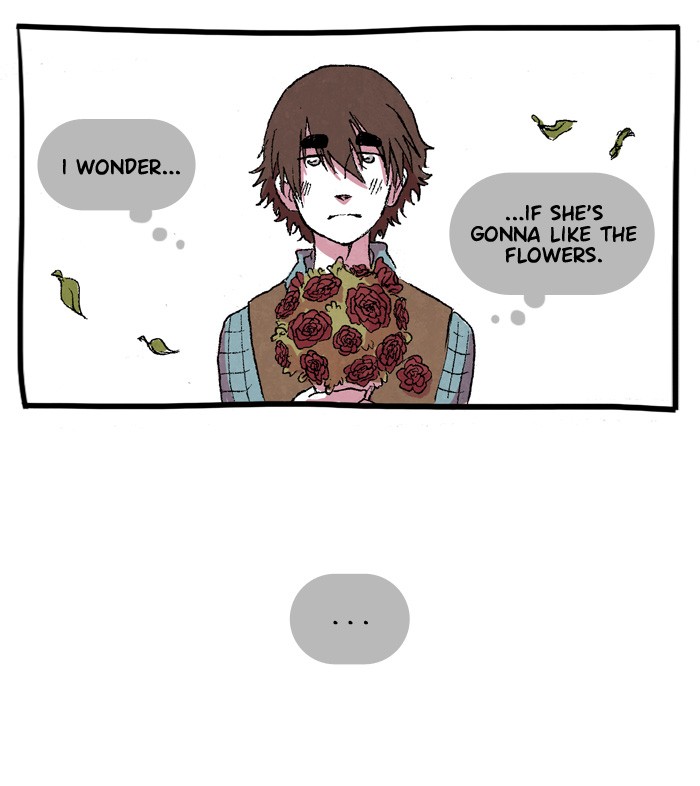 I WONDER...
...IF SHE'S
GONNA LIKE THE
FLOWERS.
...